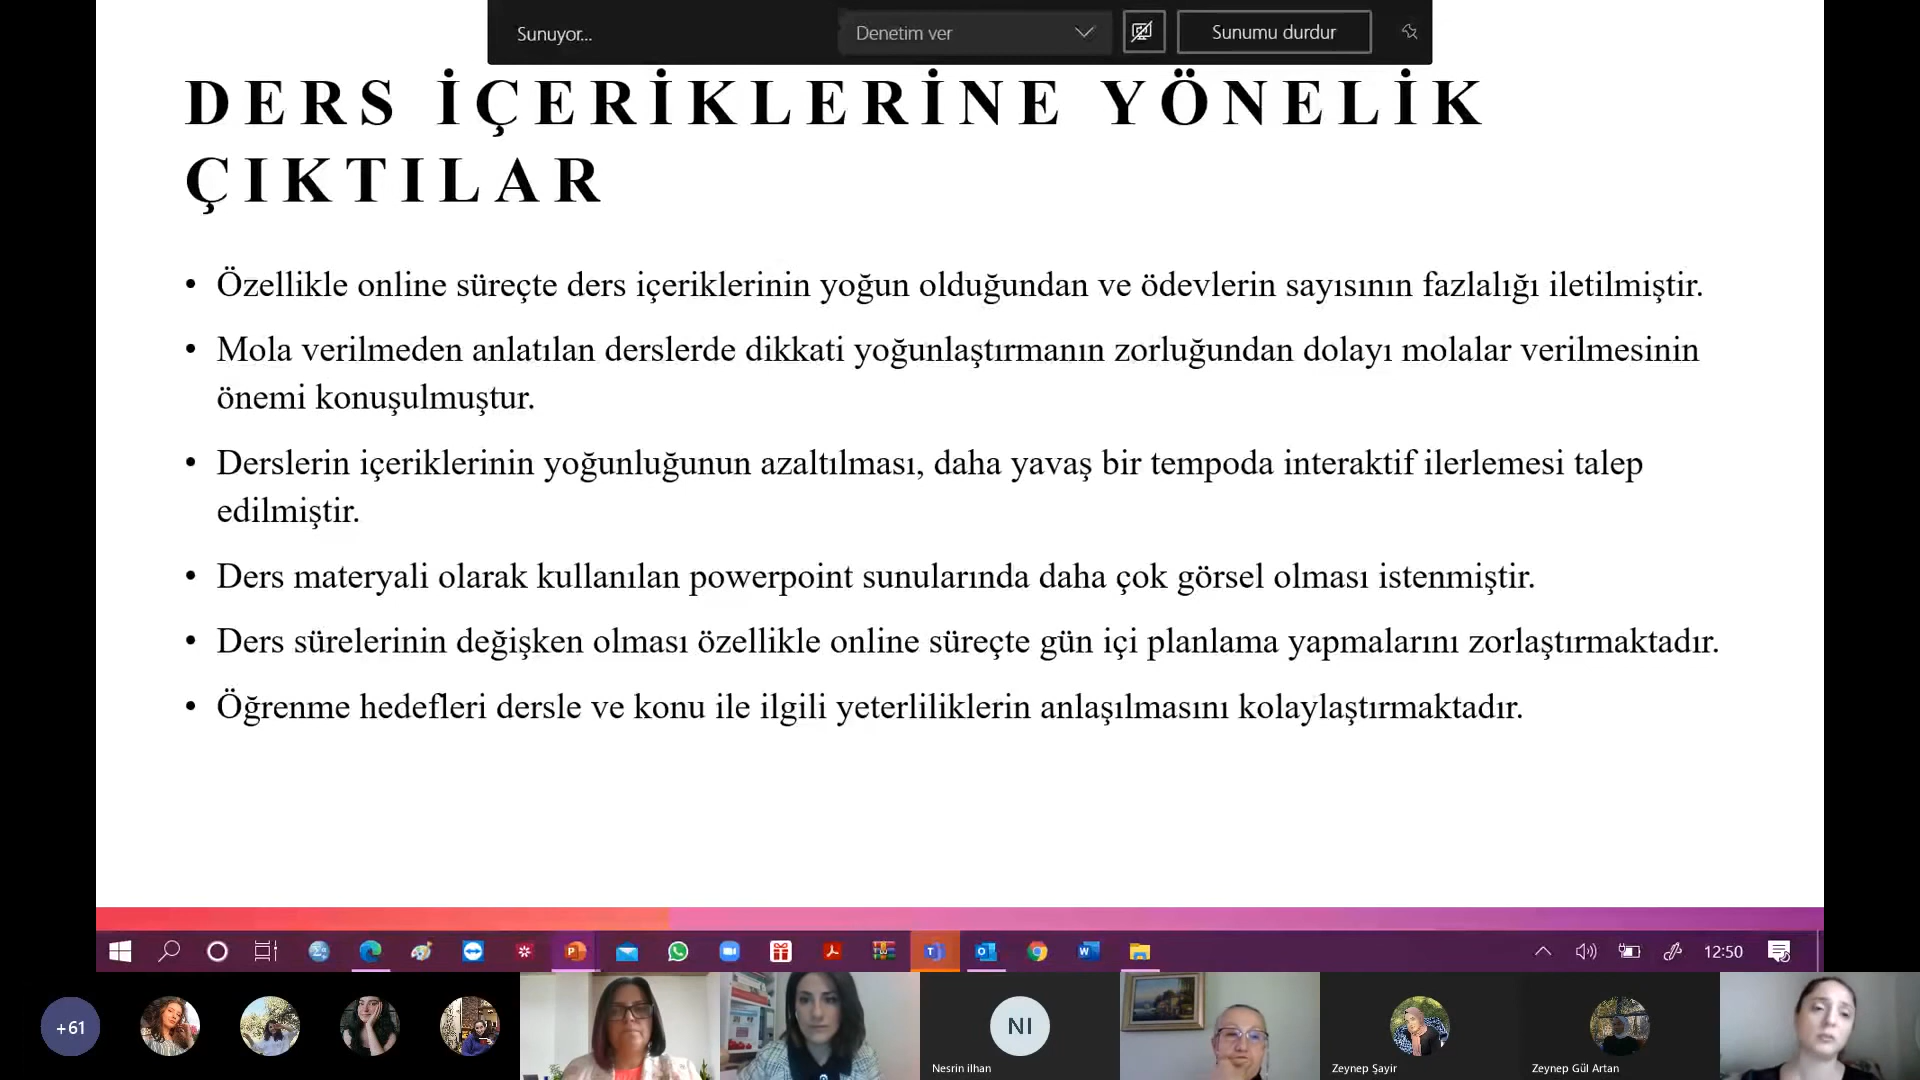 Sunuyor...
Denetim ver
Sunumu durdur
DERS İÇERİKLERİNE YÖNELİK
ÇIKTILAR
• Özellikle online süreçte ders içeriklerinin yoğun olduğundan ve ödevlerin sayısının fazlalığı iletilmiştir.
• Mola verilmeden anlatılan derslerde dikkati yoğunlaştırmanın zorluğundan dolayı molalar verilmesinin
önemi konuşulmuştur.
• Derslerin içeriklerinin yoğunluğunun azaltılması, daha yavaş bir tempoda interaktif ilerlemesi talep
edilmiştir.
• Ders materyali olarak kullanılan powerpoint sunularında daha çok görsel olması istenmiştir.
• Ders sürelerinin değişken olması özellikle online süreçte gün içi planlama yapmalarını zorlaştırmaktadır.
• Öğrenme hedefleri dersle ve konu ile ilgili yeterliliklerin anlaşılmasını kolaylaştırmaktadır.
12:50
+61
NI
Nesrin ilhan
Zeynep Şayir
Zeynep Gül Artan